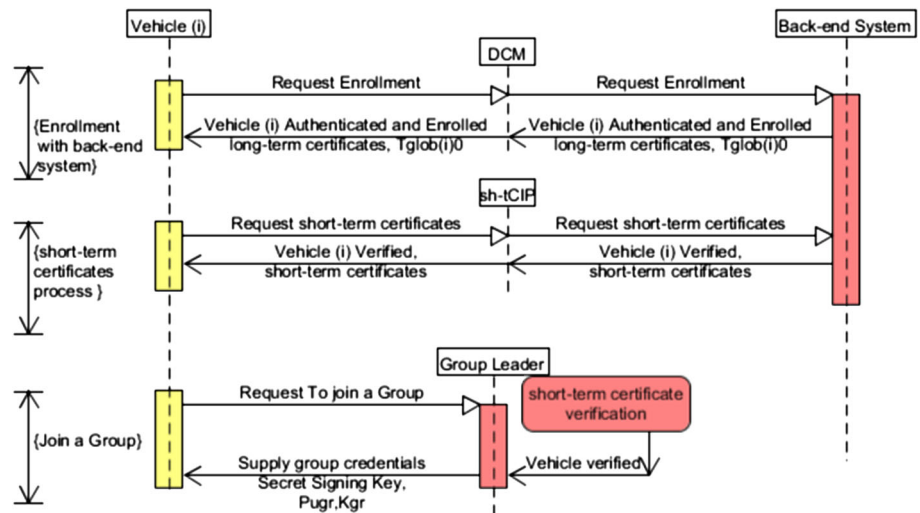 Vehicle (i)
Back-end System
DCM
Request Enrollment
Request Enrollment
{Enrollment
with back-end
system}
Vehicle (i) Authenticated and Enrolled
long-term certificates, Tglob(i)0
Vehicle (i) Authenticated and Enrolled
long-term certificates, Tglob(i)0
sh-tCIP
Request short-term certificates
Request short-term certificates
{short-term
certificates
process }
Vehicle (i) Verified,
short-term certificates
Vehicle (i) Verified,
short-term certificates
Group Leader
Request To join a Group
short-term certificate
verification
{Join a Group}
Supply group credentials
Secret Signing Key,
Pugr,Kgr
Vehicle verified